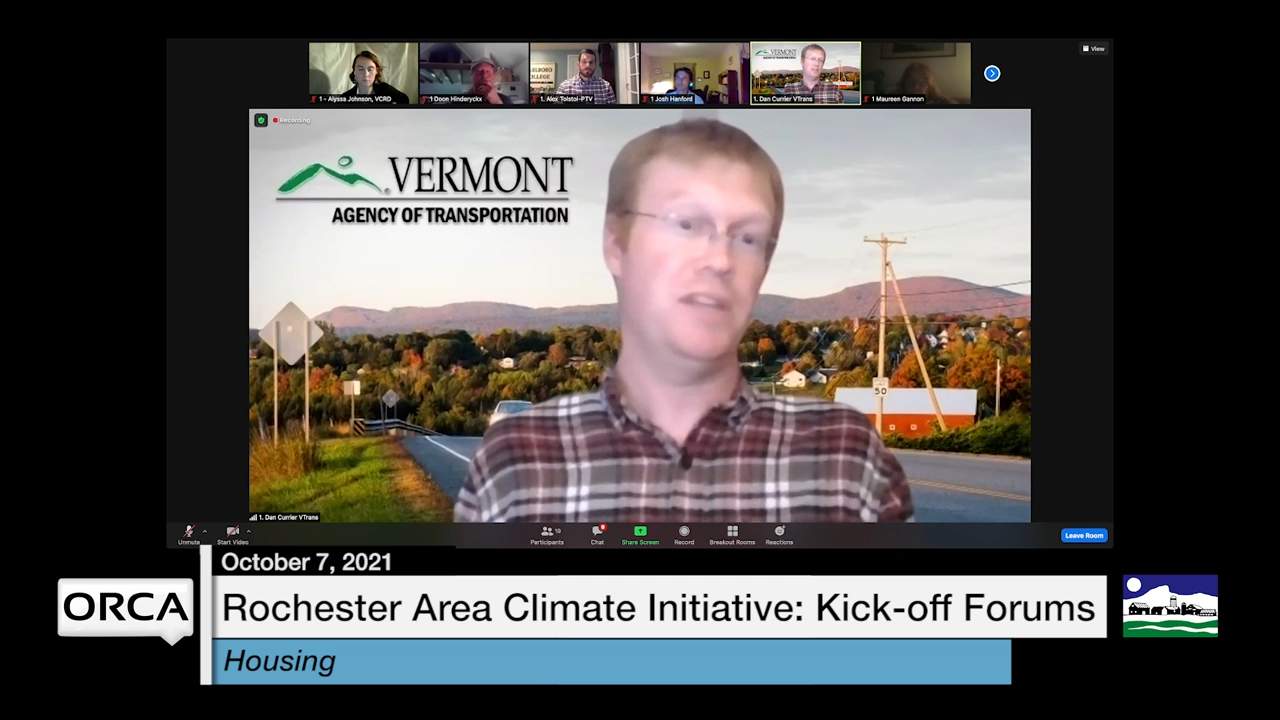 View
1 - Alyssa Johnson, VCRD
1 Doon Hinderyckx
1. Alex Tolstoi-PTV
1 Josh Hanford
1. Dan Currier VTrans
1 Maureen Gannon
Recording
VERMONT
AGENCY OF TRANSPORTATION
50
1. Dan Currier VTrans
Unmute
Start Video
Participants
Chat
Share Screen
Record
Breakout Rooms
Reactions
Leave Room
October 7, 2021
ORCA
Rochester Area Climate Initiative: Kick-off Forums
Housing